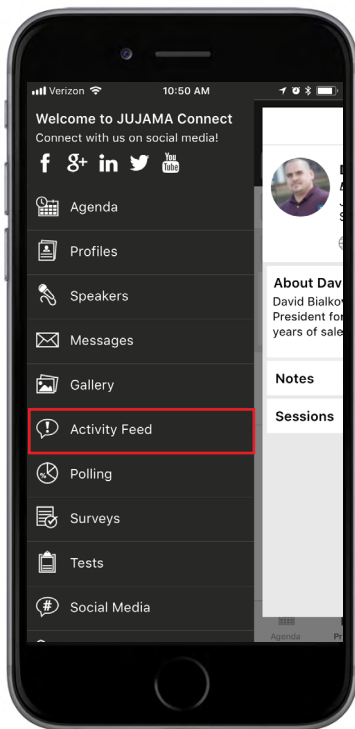 Verizon 10:50 AM
Welcome to JUJAMA Connect
Connect with us on social media!
f g+ in You Tube
Agenda
Profiles
Speakers
Messages
Gallery
Activity Feed
Polling
Surveys
Tests
# Social Media
About Dav
David Bialko
President for
years of sale
Notes
Sessions
Agenda Pr